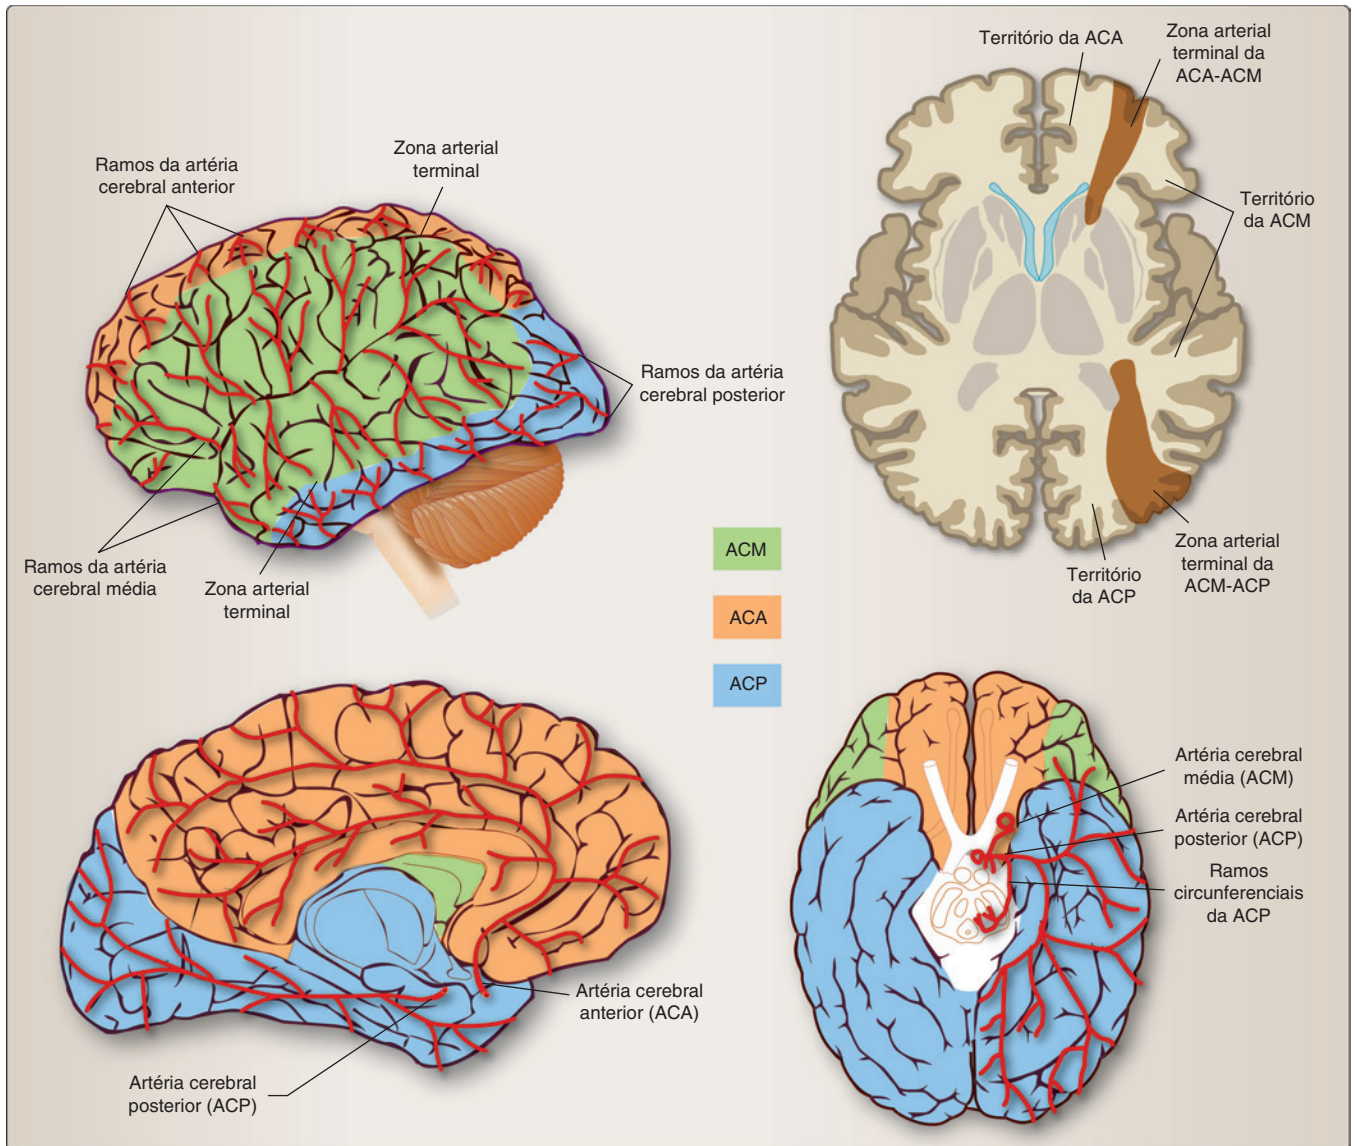 Ramos da artéria
cerebral anterior
Zona arterial
terminal
Território da ACA
Zona arterial
terminal da
ACA-ACM
Território
da ACM
Ramos da artéria
cerebral posterior
Ramos da artéria
cerebral média
Zona arterial
terminal
ACM
ACA
ACP
Território
da ACP
Zona arterial
terminal da
ACM-ACP
Artéria cerebral
anterior (ACA)
Artéria cerebral
posterior (ACP)
Artéria cerebral
média (ACM)
Artéria cerebral
posterior (ACP)
Ramos
circunferenciais
da ACP